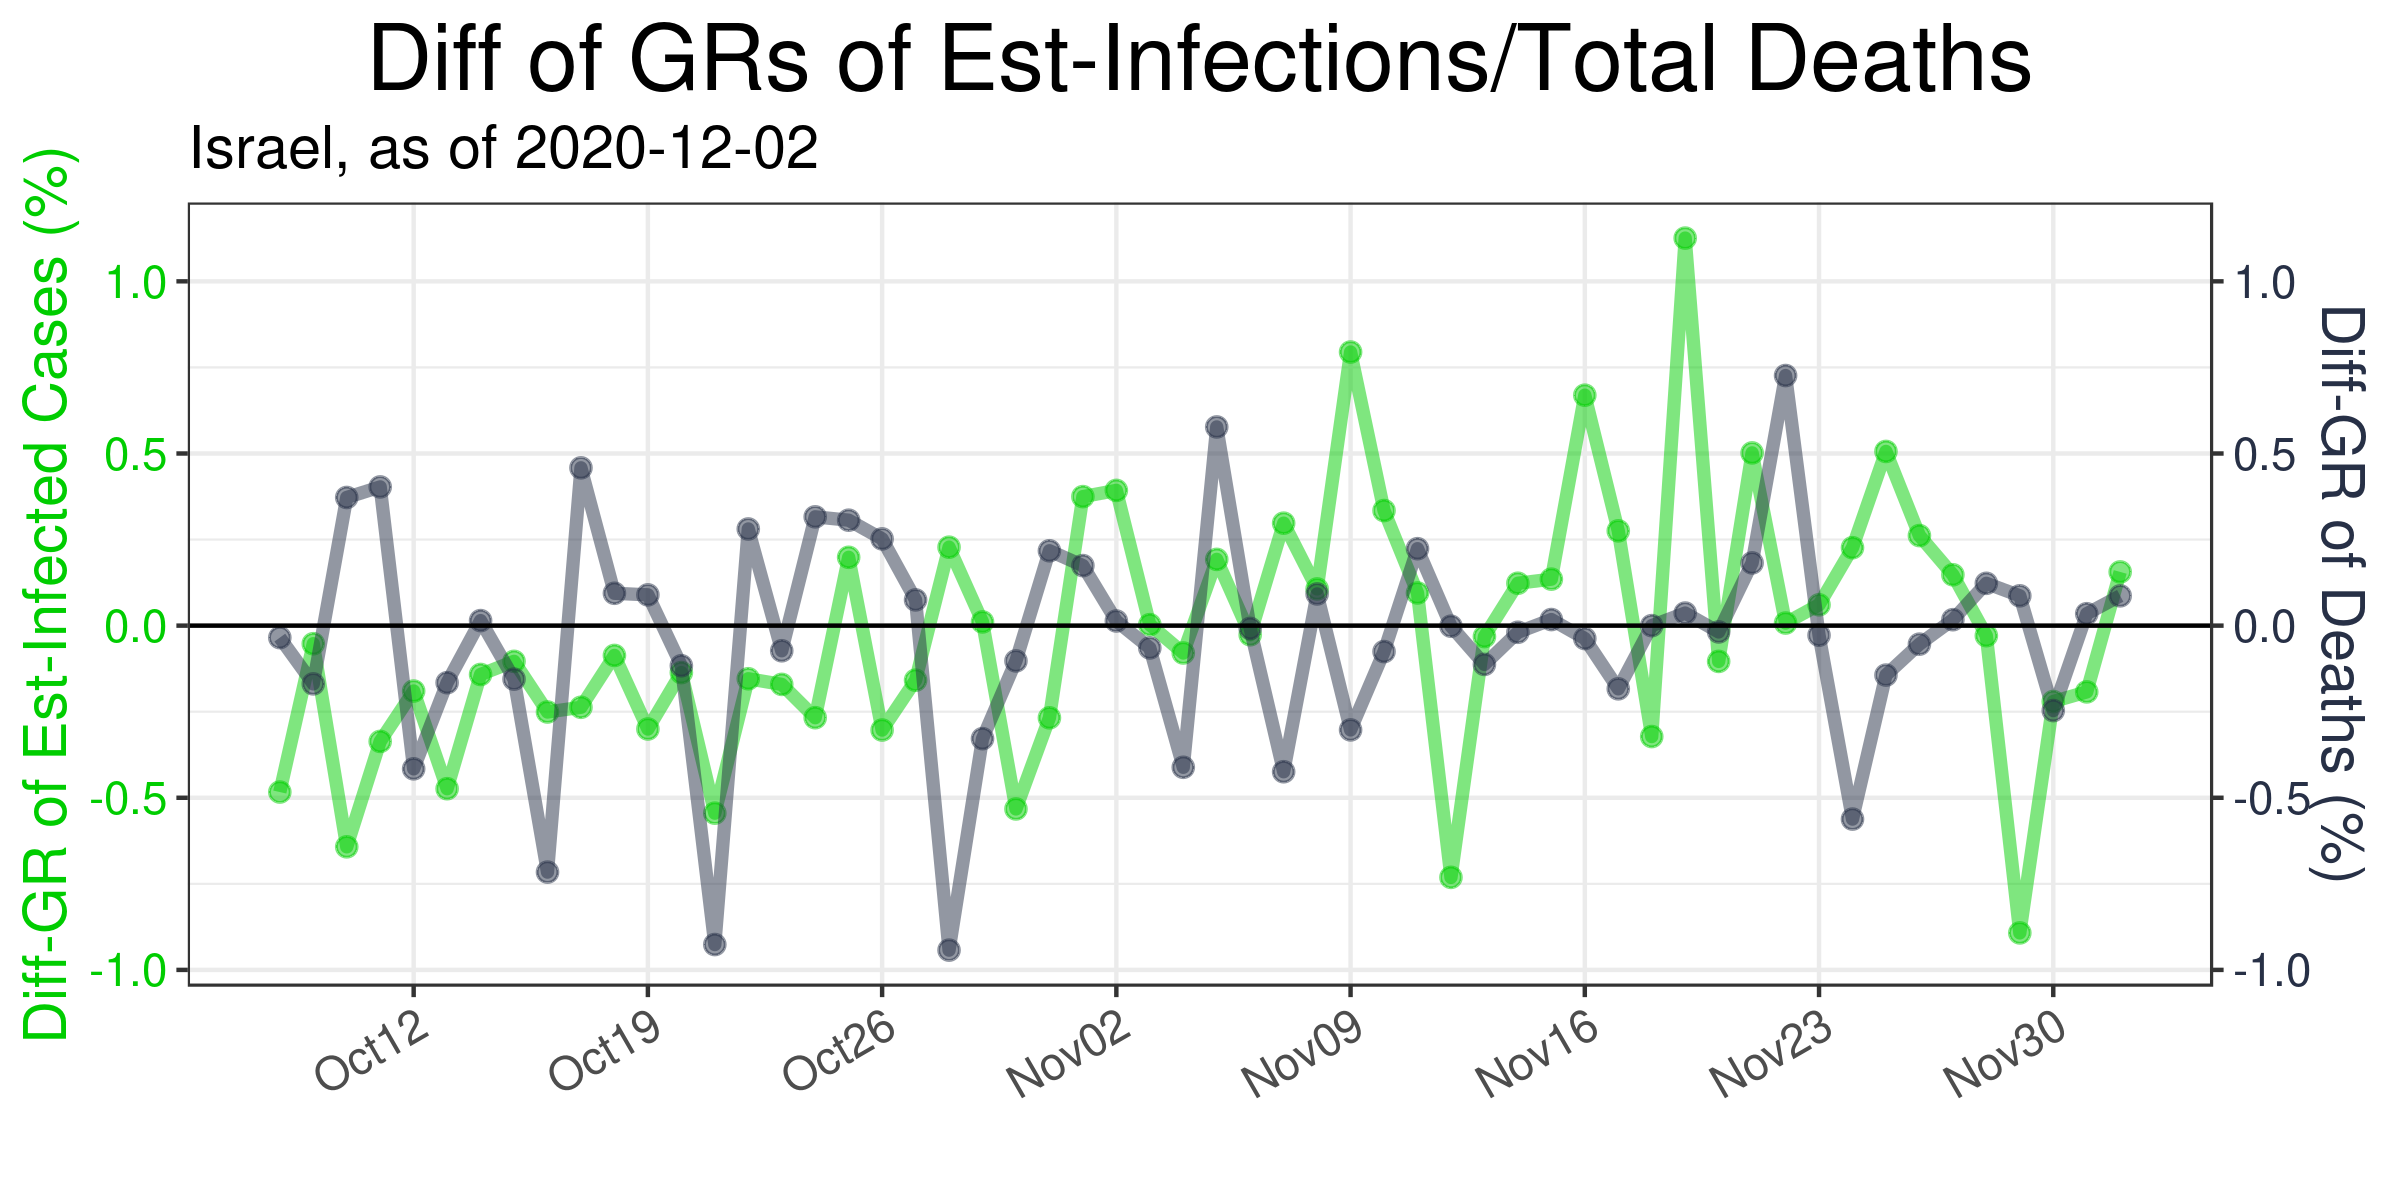 Diff of GRs of Est-Infections/Total Deaths
Israel, as of 2020-12-02
Diff-GR of Est-Infected Cases (%)
1.0
0.5
0.0
-0.5
-1.0
1.0
0.5
0.0
-0.5
-1.0
Diff-GR of Deaths (%)
Oct12
Oct19
Oct26
Nov02
Nov09
Nov16
Nov23
Nov30